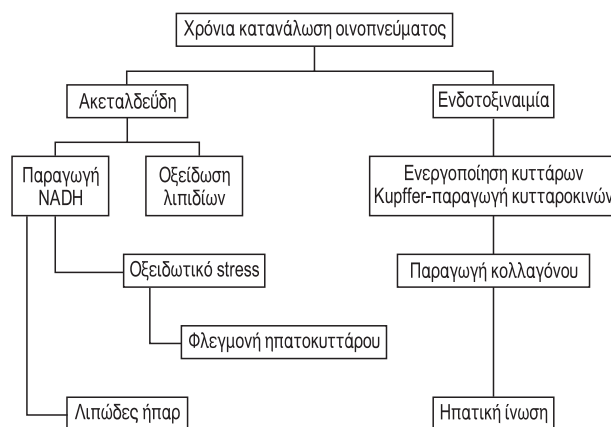 Χρόνια κατανάλωση οινοπνεύματος
Ακεταλδεΰδη
Ενδοτοξιναιμία
Παραγωγή
NADH
Οξείδωση
λιπιδίων
Ενεργοποίηση κυττάρων
Kupffer-παραγωγή κυτταροκινών
Οξειδωτικό stress
Παραγωγή κολλαγόνου
Φλεγμονή ηπατοκυττάρου
Λιπώδες ήπαρ
Ηπατική ίνωση